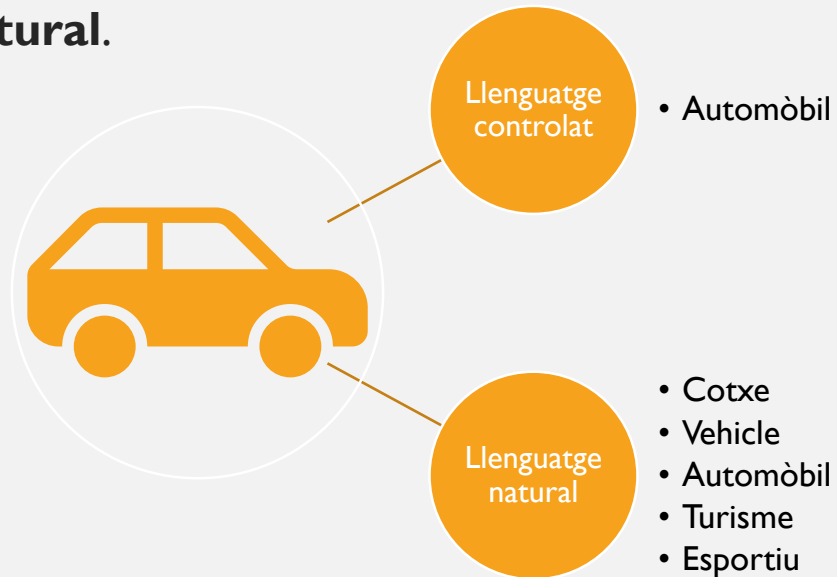 tural.
Llenguatge
controlat
• Automòbil
Llenguatge
natural
• Cotxe
• Vehicle
• Automòbil
• Turisme
• Esportiu